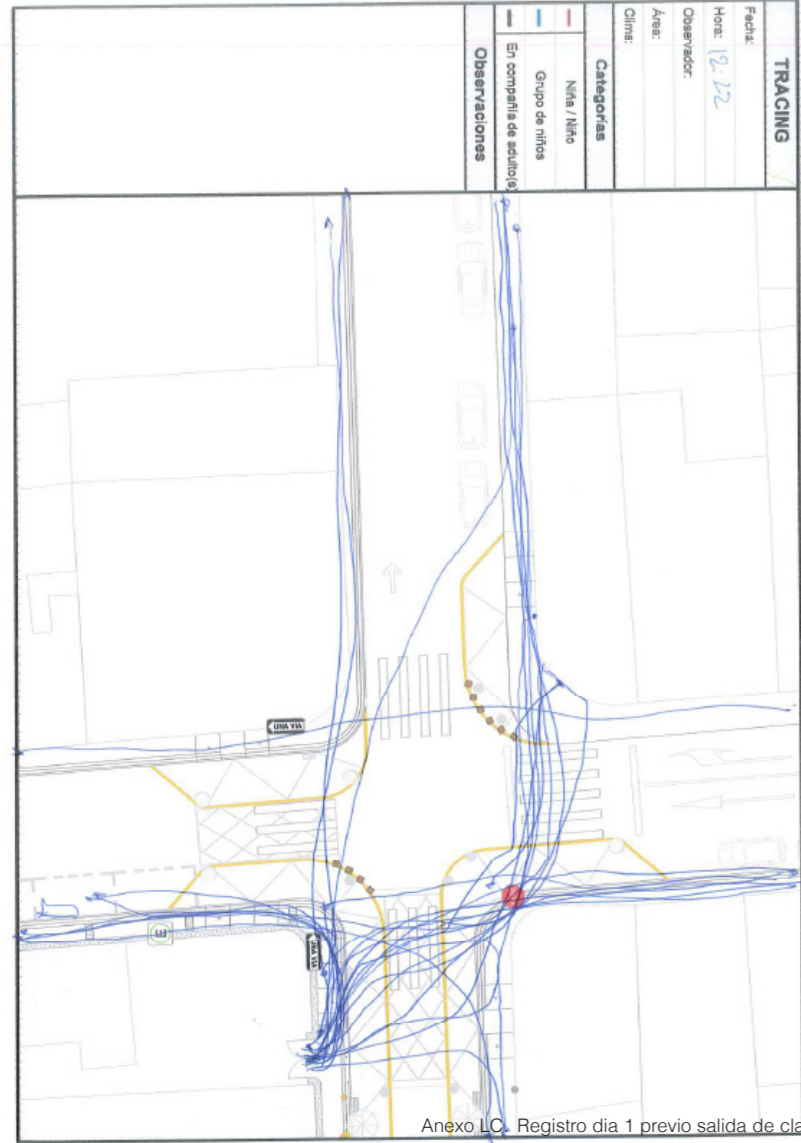 TRACING
Fecha:
Hora: 12:22
Observador:
Área:
Clima:
Categorías
Niña / Niño
Grupo de niños
En compañía de adulto(s)
Observaciones
UNA VIA
UNA VIA
E
Anexo LC. Registro dia 1 previo salida de cla